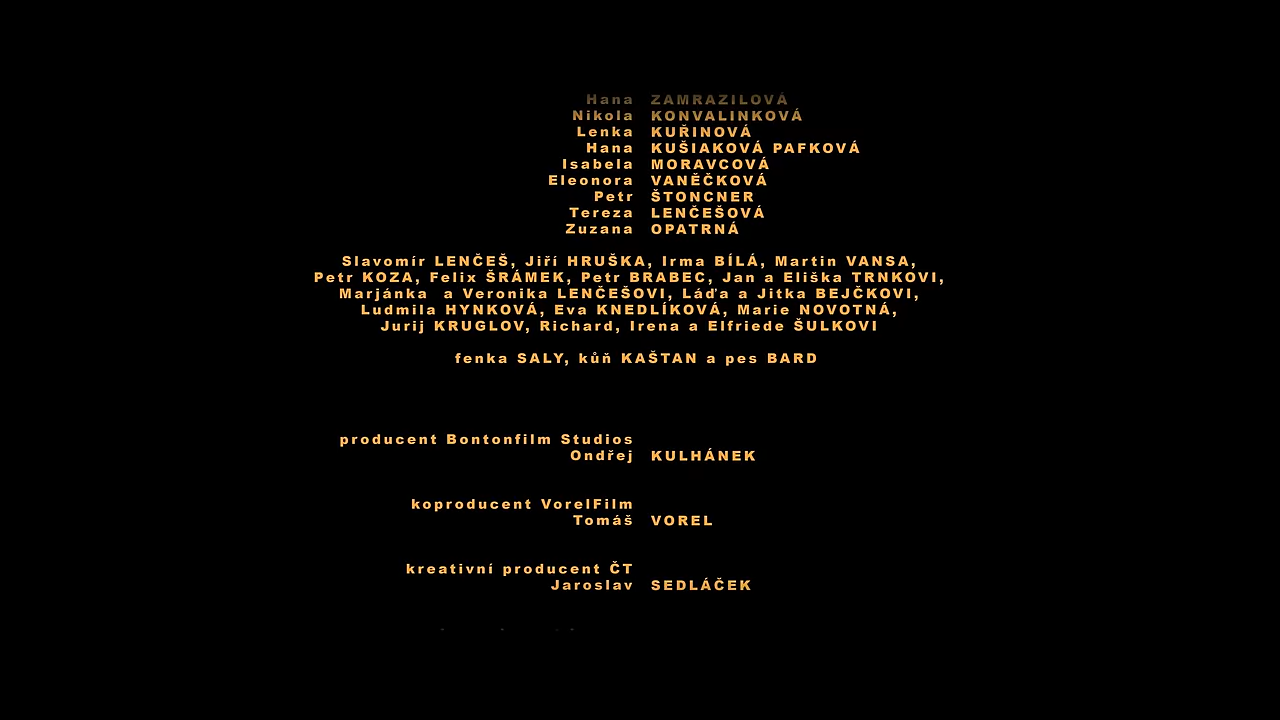 Hana ZAMRAZILOVÁ
Nikola KONVALINKOVÁ
Lenka KUŘINOVÁ
Hana KUŠIAKOVÁ PAFKOVÁ
Isabela MORAVCOVÁ
Eleonora VANĚČKOVÁ
Petr ŠTONCNER
Tereza LENČEŠOVÁ
Zuzana OPATRNÁ
Slavomír LENČEŠ, Jiří HRUŠKA, Irma BÍLÁ, Martin VANSA,
Petr KOZA, Felix ŠRÁMEK, Petr BRABEC, Jan a Eliška TRNKOVI,
Marjánka a Veronika LENČEŠOVI, Láďa a Jitka BEJČKOVI,
Ludmila HYNKOVÁ, Eva KNEDLÍKOVÁ, Marie NOVOTNÁ,
Jurij KRUGLOV, Richard, Irena a Elfriede ŠULKOVI
fenka SALY, kůň KAŠTAN a pes BARD
producent Bontonfilm Studios
Ondřej KULHÁNEK
koproducent VorelFilm
Tomáš VOREL
kreativní producent ČT
Jaroslav SEDLÁČEK